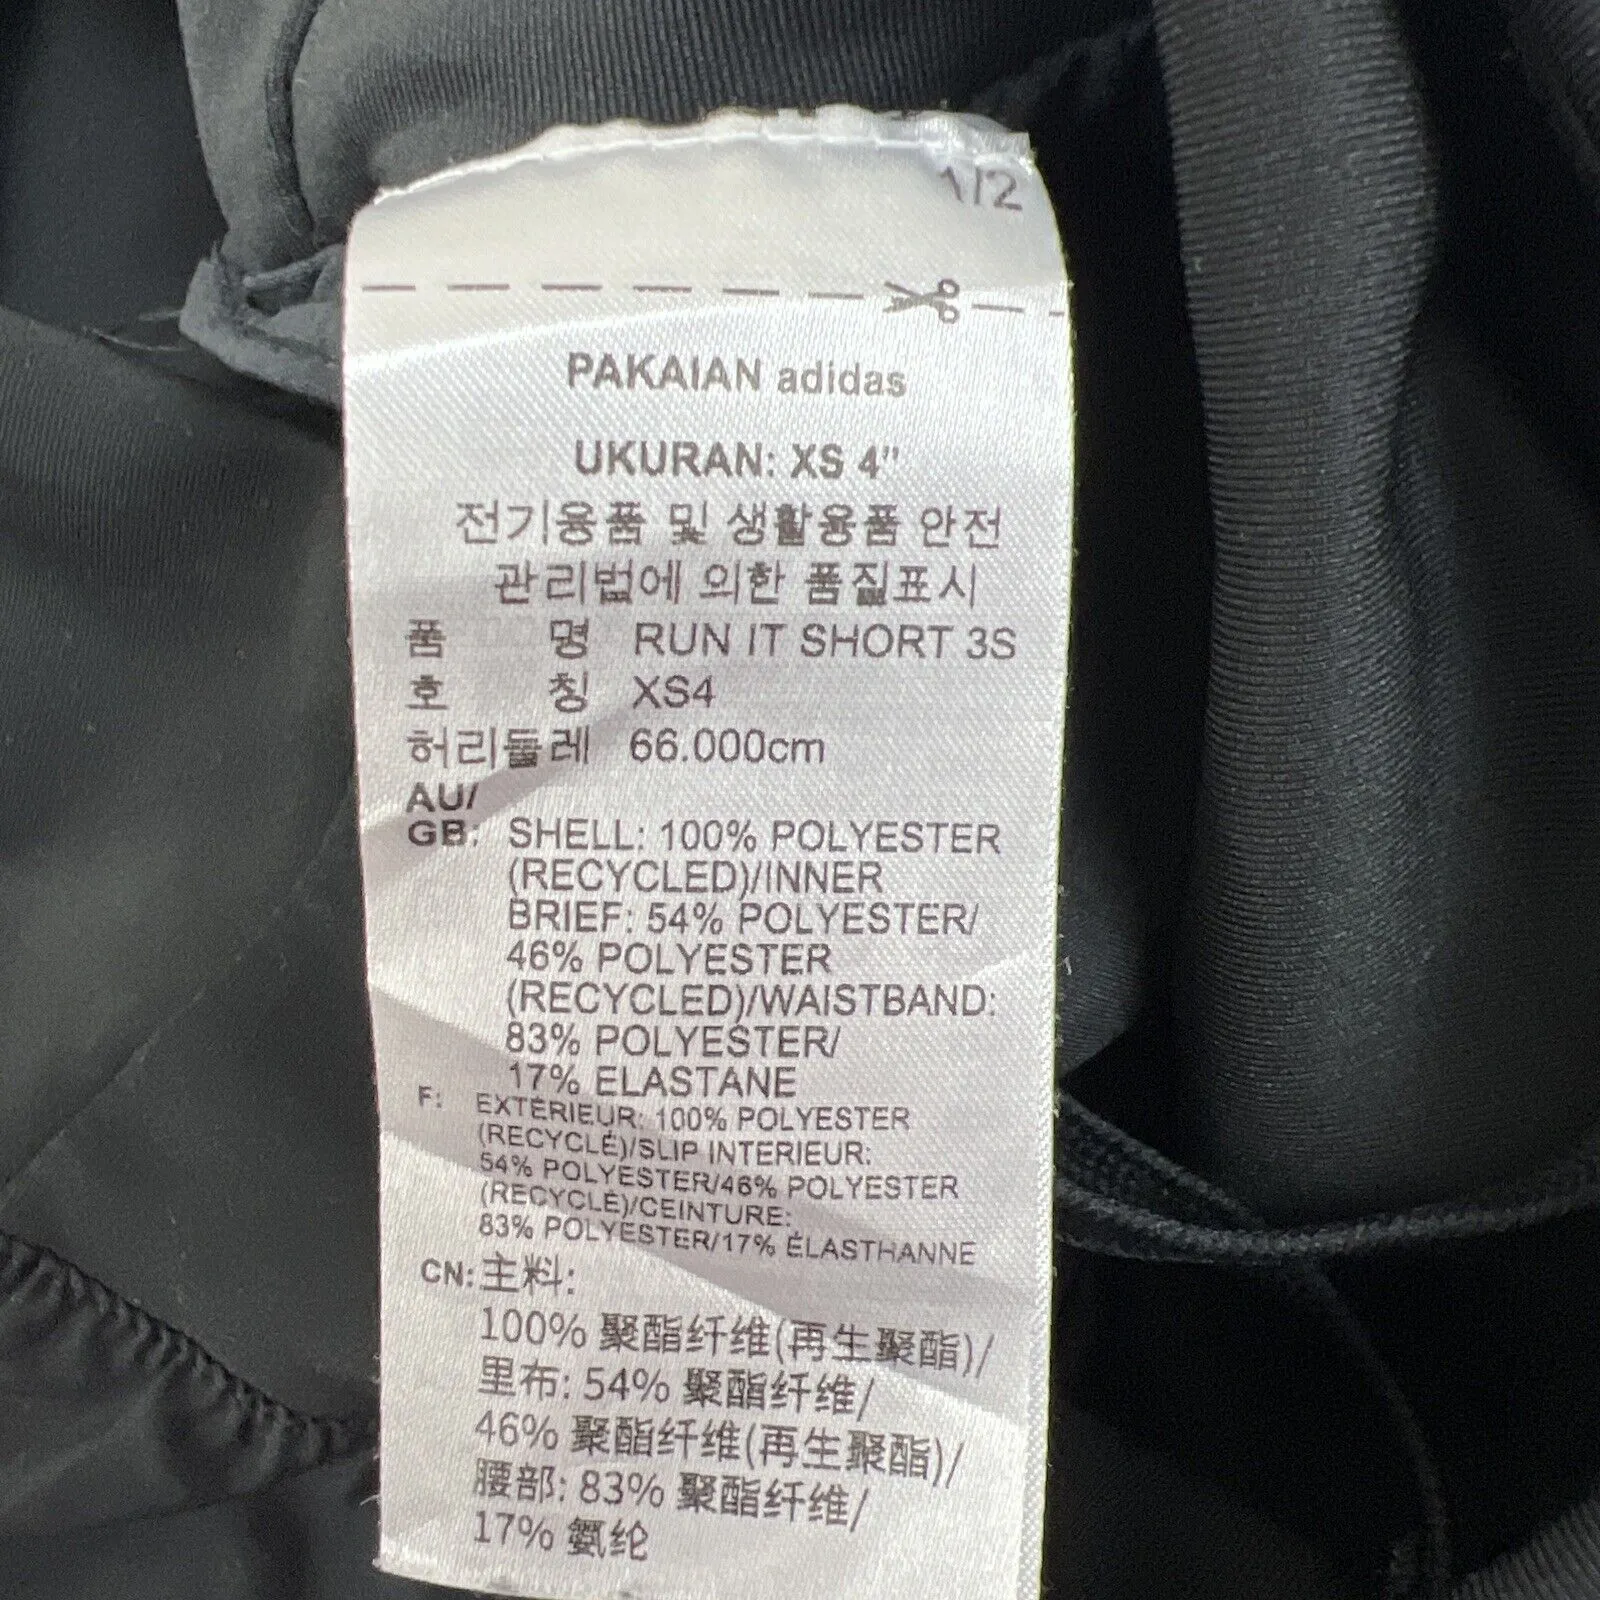 1/2
PAKAIAN adidas
UKURAN: XS 4"
전기용품 및 생활용품 안전
관리법에 의한 품질표시
품 명 RUN IT SHORT 3S
호 칭 XS4
허리둘레 66.000cm
AU/
GB: SHELL: 100% POLYESTER
(RECYCLED)/INNER
BRIEF: 54% POLYESTER/
46% POLYESTER
(RECYCLED)/WAISTBAND:
83% POLYESTER/
17% ELASTANE
F: EXTÉRIEUR: 100% POLYESTER
(RECYCLÉ)/SLIP INTERIEUR:
54% POLYESTER/46% POLYESTER
(RECYCLÉ)/CEINTURE:
83% POLYESTER/17% ÉLASTHANNE
CN: 主料:
100% 聚酯纤维(再生聚酯)/
里布: 54% 聚酯纤维/
46% 聚酯纤维(再生聚酯)/
腰部: 83% 聚酯纤维/
17% 氨纶